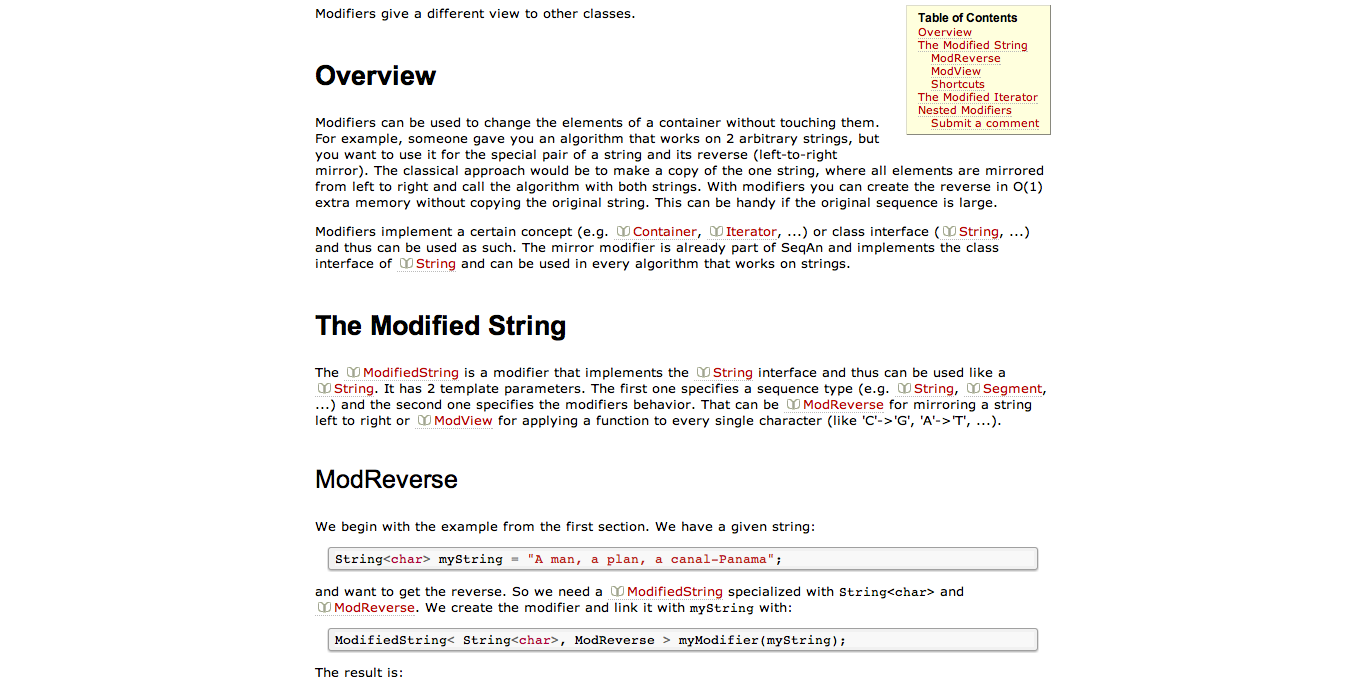 Modifiers give a different view to other classes.
Table of Contents
Overview
The Modified String
ModReverse
ModView
Shortcuts
The Modified Iterator
Nested Modifiers
Submit a comment
Overview
Modifiers can be used to change the elements of a container without touching them.
For example, someone gave you an algorithm that works on 2 arbitrary strings, but
you want to use it for the special pair of a string and its reverse (left-to-right
mirror). The classical approach would be to make a copy of the one string, where all elements are mirrored
from left to right and call the algorithm with both strings. With modifiers you can create the reverse in O(1)
extra memory without copying the original string. This can be handy if the original sequence is large.
Modifiers implement a certain concept (e.g. Container, Iterator, ...) or class interface (String, ...)
and thus can be used as such. The mirror modifier is already part of SeqAn and implements the class
interface of String and can be used in every algorithm that works on strings.
The Modified String
The ModifiedString is a modifier that implements the String interface and thus can be used like a
String. It has 2 template parameters. The first one specifies a sequence type (e.g. String, Segment,
...) and the second one specifies the modifiers behavior. That can be ModReverse for mirroring a string
left to right or ModView for applying a function to every single character (like 'C'->'G', 'A'->'T', ...).
ModReverse
We begin with the example from the first section. We have a given string:
String<char> myString = "A man, a plan, a canal-Panama";
and want to get the reverse. So we need a ModifiedString specialized with String<char> and
ModReverse. We create the modifier and link it with myString with:
ModifiedString< String<char>, ModReverse > myModifier(myString);
The result is: